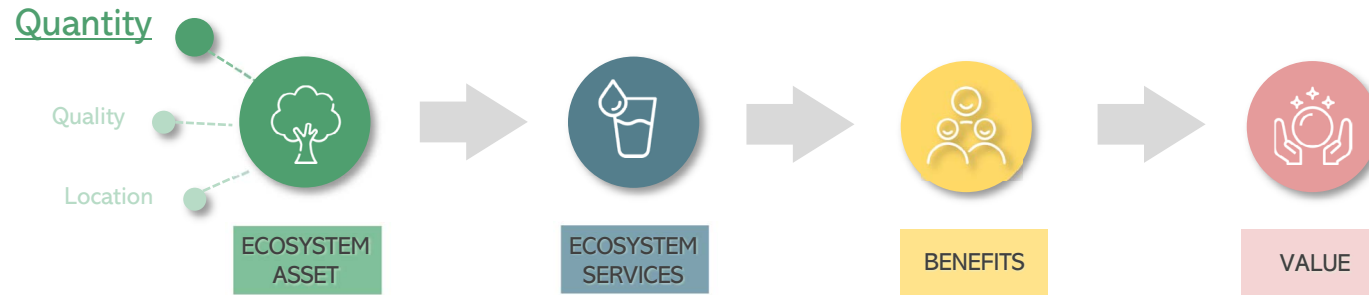 Quantity
Quality
Location
ECOSYSTEM
ASSET
ECOSYSTEM
SERVICES
BENEFITS
VALUE